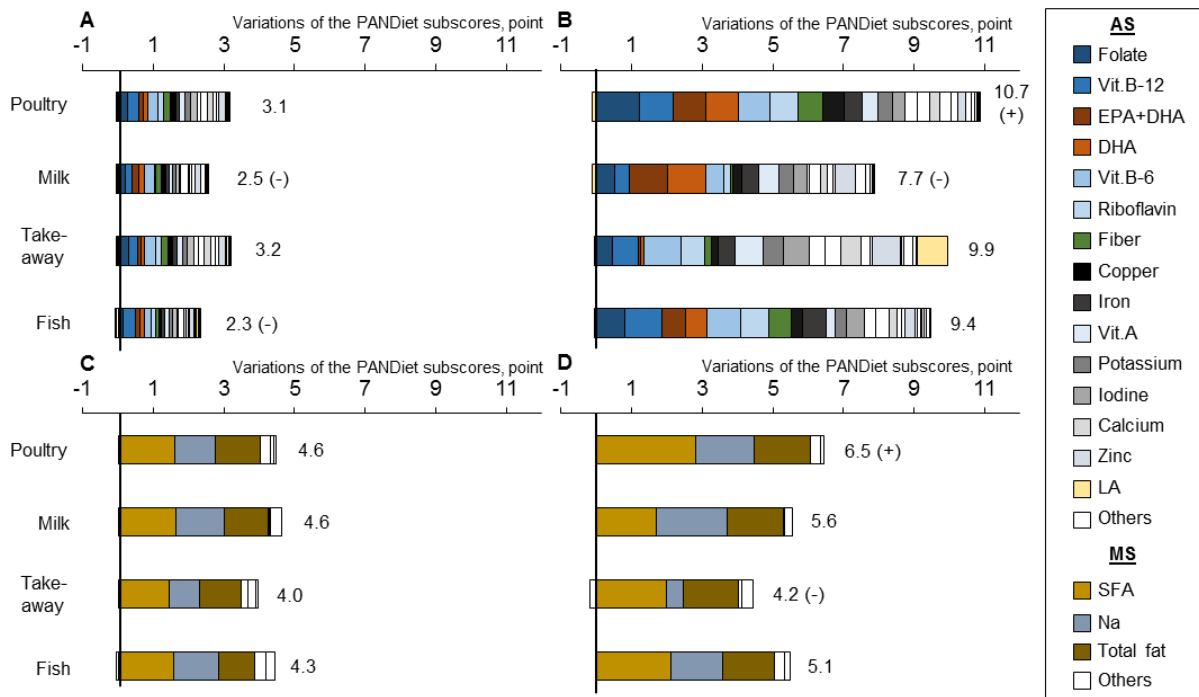 A
Variations of the PANDiet subscores, point
-1 1 3 5 7 9 11
Poultry
3.1
Milk
2.5 (-)
Take-
away
3.2
Fish
2.3 (-)
B
Variations of the PANDiet subscores, point
-1 1 3 5 7 9 11
10.7
(+)
7.7 (-)
9.9
9.4
C
Variations of the PANDiet subscores, point
-1 1 3 5 7 9 11
Poultry
4.6
Milk
4.6
Take-
away
4.0
Fish
4.3
D
Variations of the PANDiet subscores, point
-1 1 3 5 7 9 11
6.5 (+)
5.6
4.2 (-)
5.1
AS
Folate
Vit.B-12
EPA+DHA
DHA
Vit.B-6
Riboflavin
Fiber
Copper
Iron
Vit.A
Potassium
Iodine
Calcium
Zinc
LA
Others
MS
SFA
Na
Total fat
Others